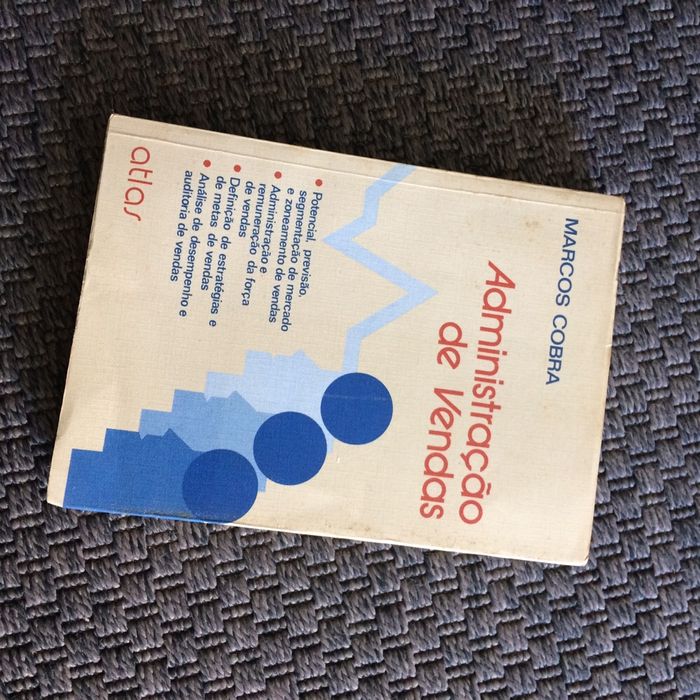 MARCOS COBRA
Administração
de Vendas
• Potencial, previsão,
segmentação de mercado
e zoneamento de vendas
• Administração e
remuneração da força
de vendas
• Definição de estratégias e
de metas de vendas
• Análise de desempenho e
auditoria de vendas
atlas